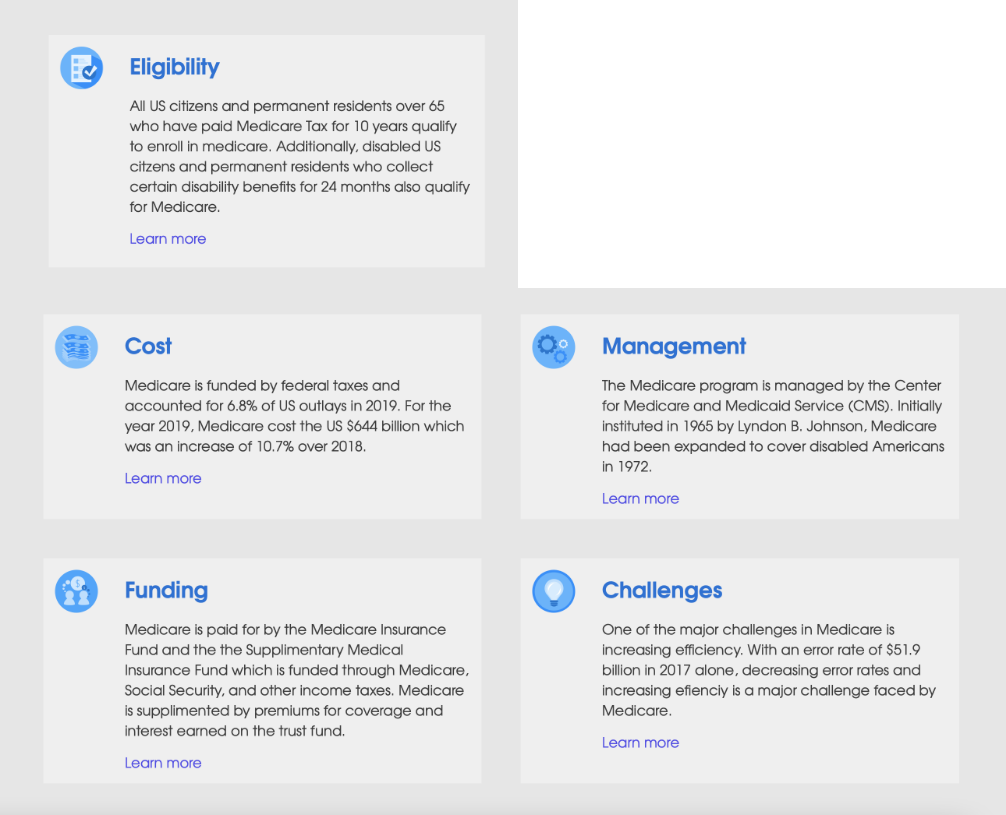 Eligibility
All US citizens and permanent residents over 65
who have paid Medicare Tax for 10 years qualify
to enroll in medicare. Additionally, disabled US
citzens and permanent residents who collect
certain disability benefits for 24 months also qualify
for Medicare.
Learn more
Cost
Medicare is funded by federal taxes and
accounted for 6.8% of US outlays in 2019. For the
year 2019, Medicare cost the US $644 billion which
was an increase of 10.7% over 2018.
Learn more
Management
The Medicare program is managed by the Center
for Medicare and Medicaid Service (CMS). Initially
instituted in 1965 by Lyndon B. Johnson, Medicare
had been expanded to cover disabled Americans
in 1972.
Learn more
Funding
Medicare is paid for by the Medicare Insurance
Fund and the the Supplimentary Medical
Insurance Fund which is funded through Medicare,
Social Security, and other income taxes. Medicare
is supplimented by premiums for coverage and
interest earned on the trust fund.
Learn more
Challenges
One of the major challenges in Medicare is
increasing efficiency. With an error rate of $51.9
billion in 2017 alone, decreasing error rates and
increasing efienciy is a major challenge faced by
Medicare.
Learn more